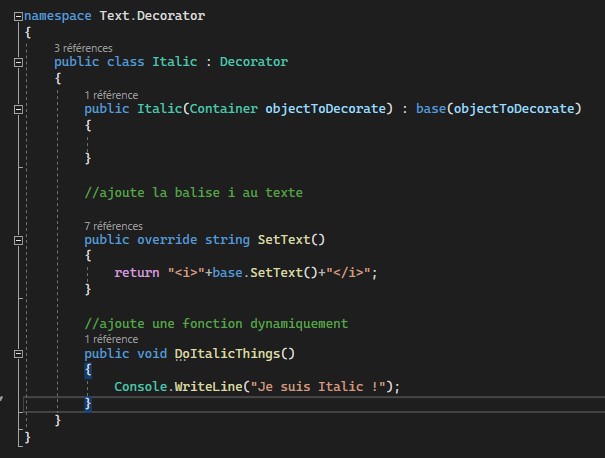 namespace Text.Decorator
{
3 références
public class Italic : Decorator
{
1 référence
public Italic(Container objectToDecorate) : base(objectToDecorate)
{
}
//ajoute la balise i au texte
7 références
public override string SetText()
{
return "<i>"+base.SetText()+"</i>";
}
//ajoute une fonction dynamiquement
1 référence
public void DoItalicThings()
{
Console.WriteLine("Je suis Italic !");
}
}
}